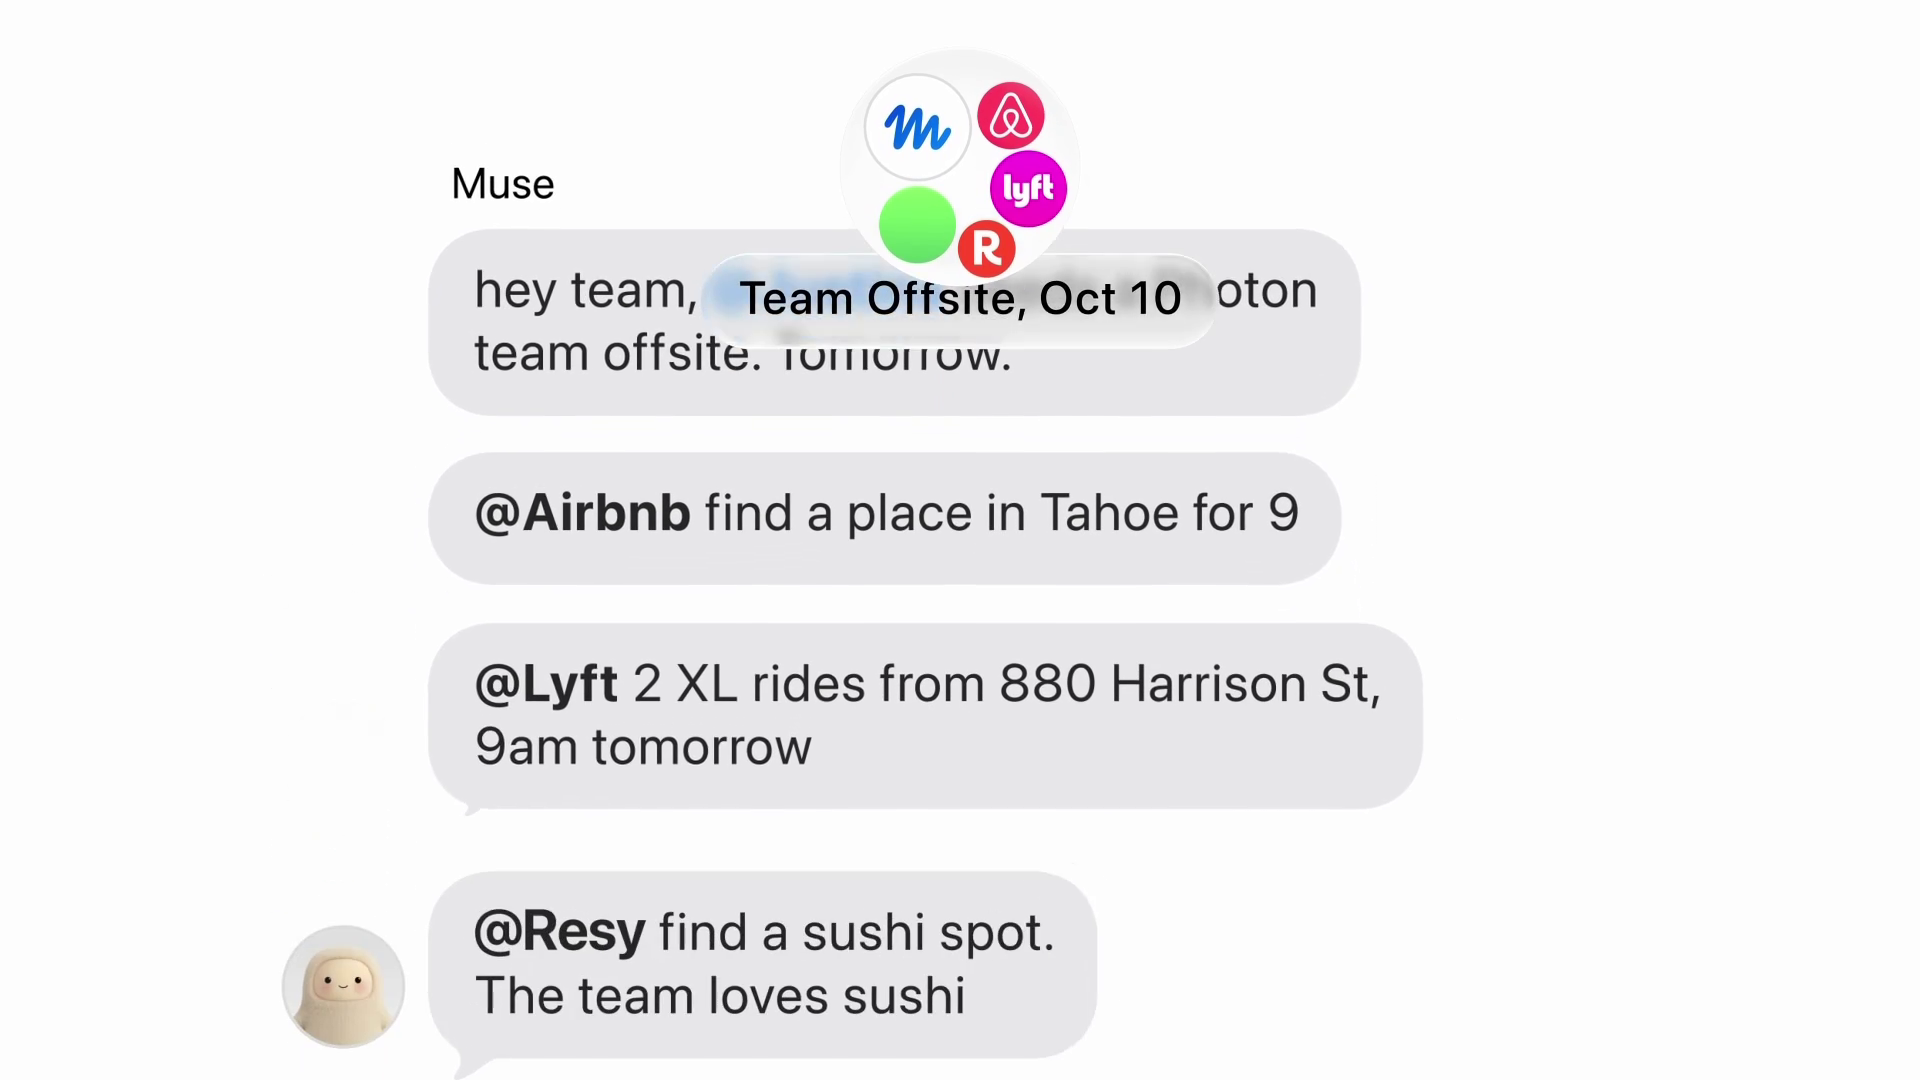 lyft
R
Muse
Team Offsite, Oct 10
hey team, oton
team offsite. Tomorrow.
@Airbnb find a place in Tahoe for 9
@Lyft 2 XL rides from 880 Harrison St,
9am tomorrow
@Resy find a sushi spot.
The team loves sushi